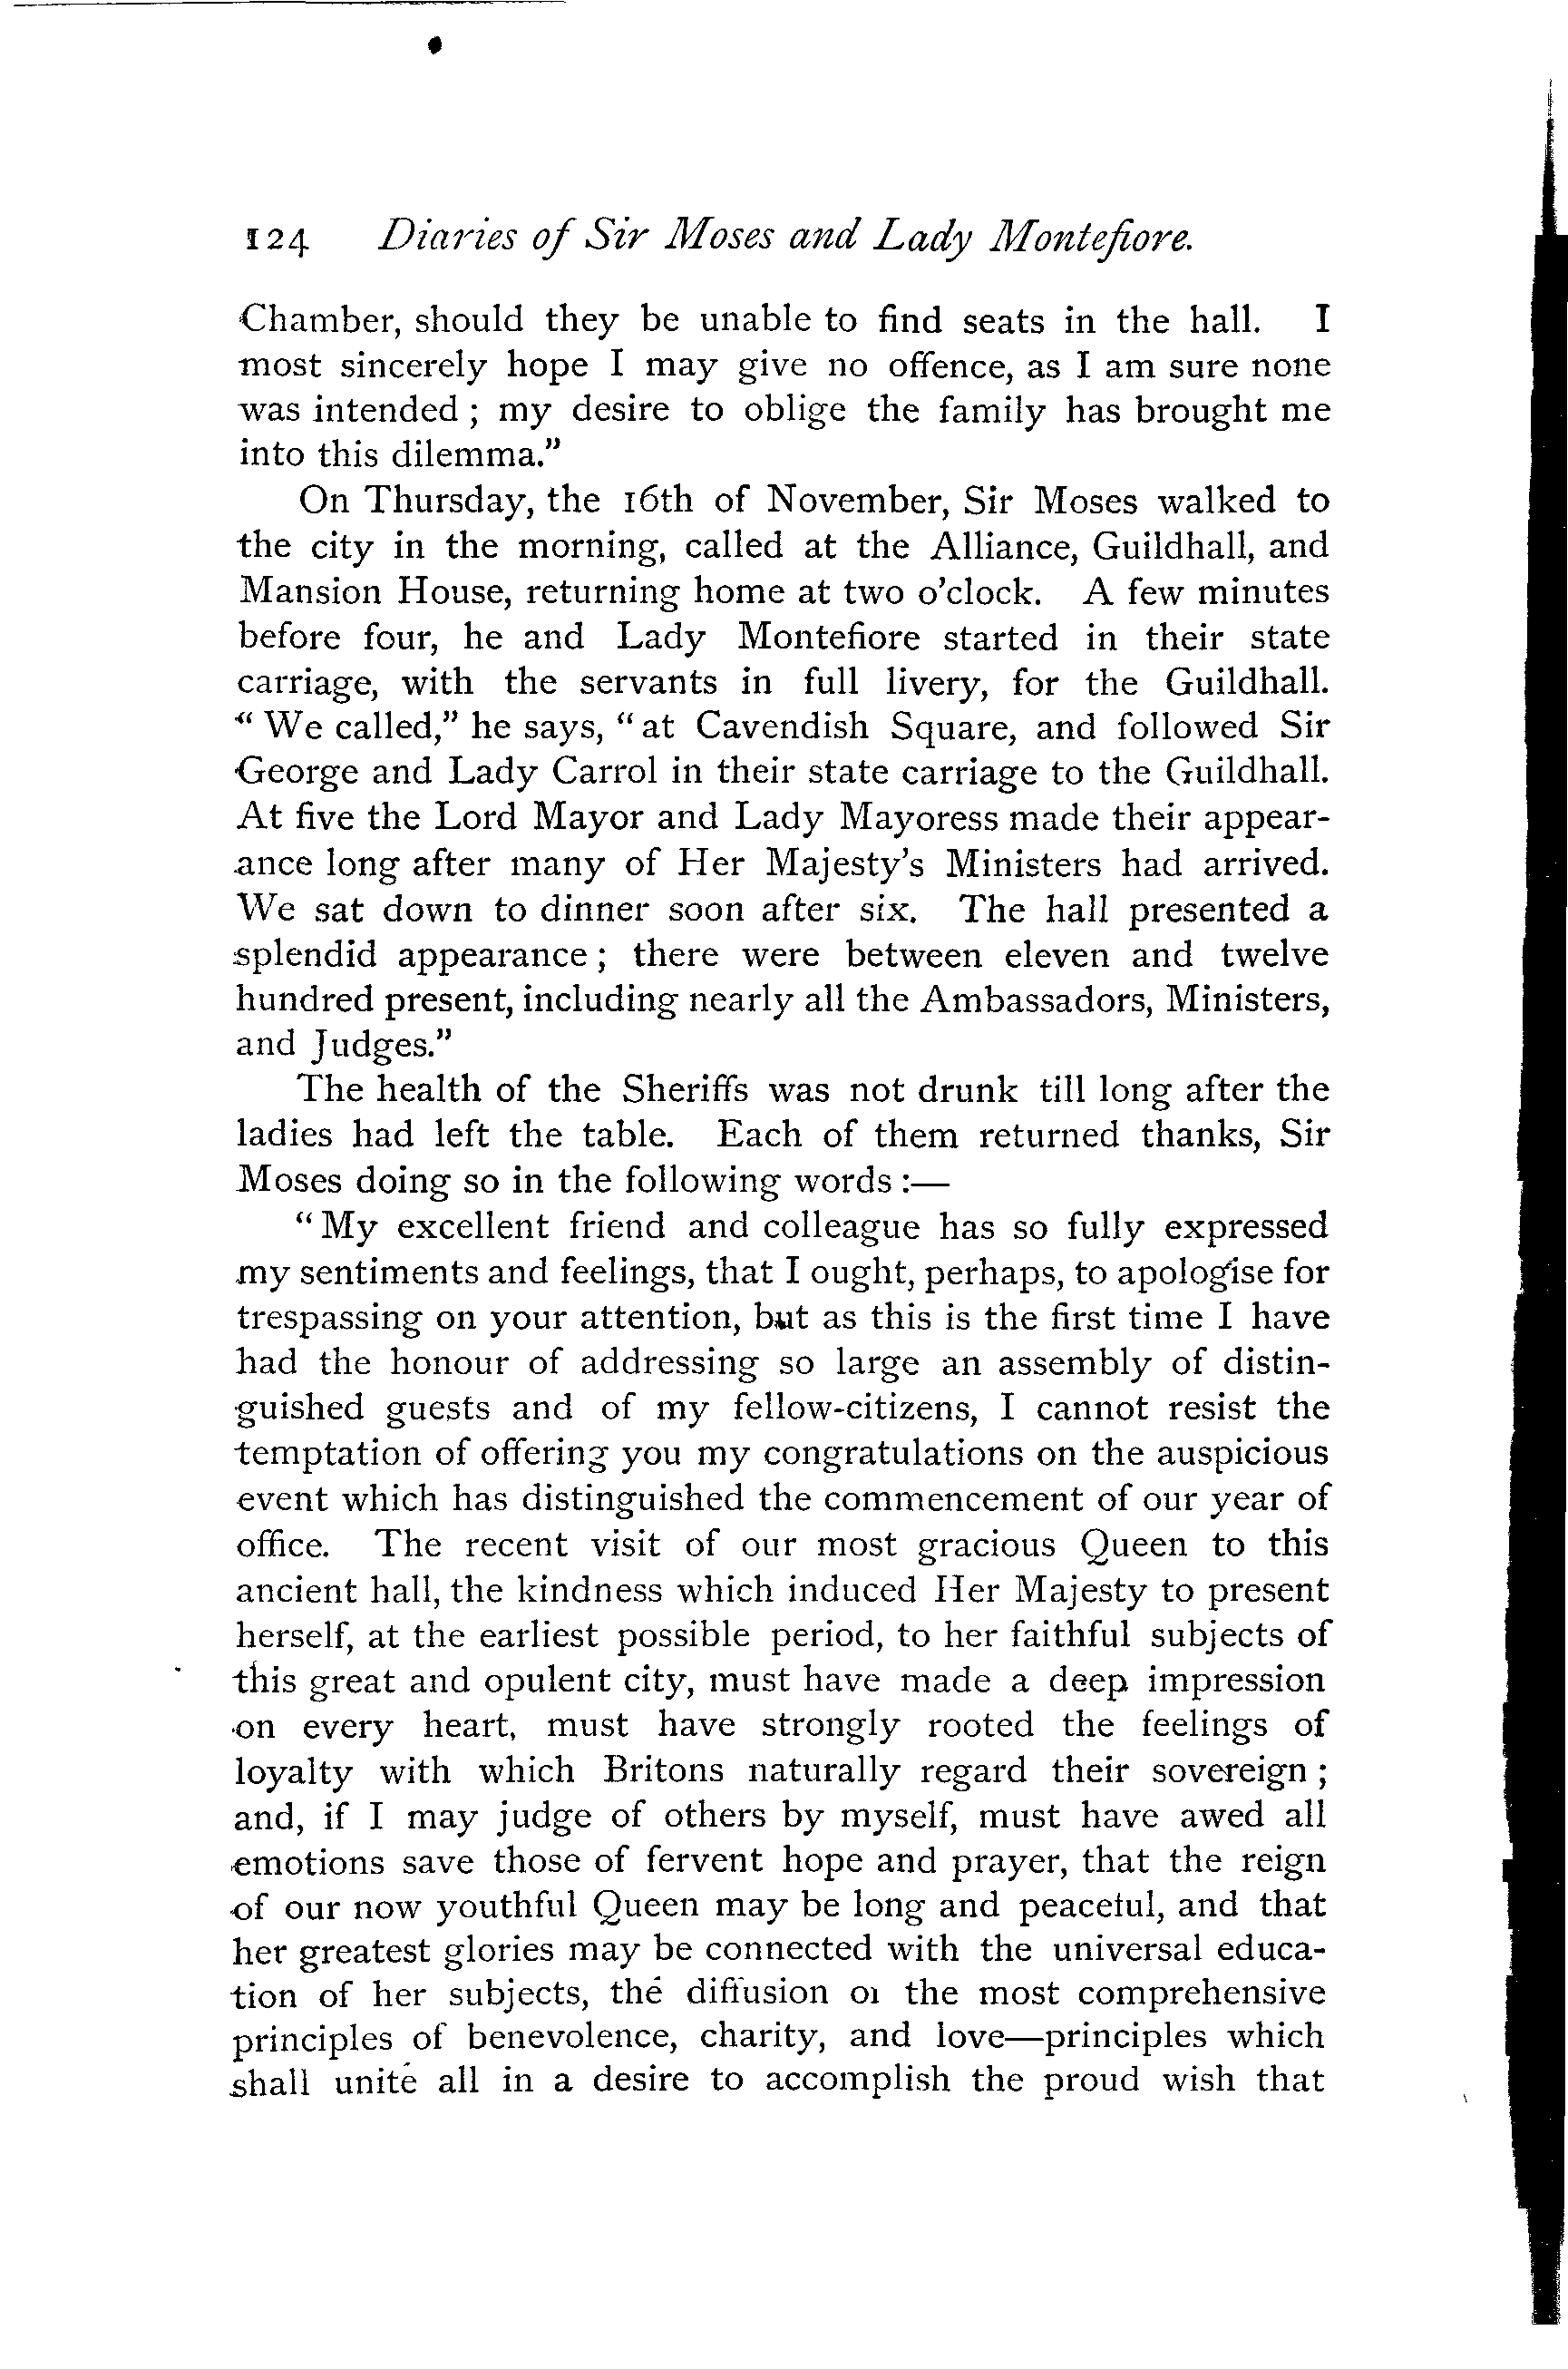 124 Diaries of Sir Moses and Lady Montefiore.
Chamber, should they be unable to find seats in the hall. I
most sincerely hope I may give no offence, as I am sure none
was intended ; my desire to oblige the family has brought me
into this dilemma."
On Thursday, the 16th of November, Sir Moses walked to
the city in the morning, called at the Alliance, Guildhall, and
Mansion House, returning home at two o'clock. A few minutes
before four, he and Lady Montefiore started in their state
carriage, with the servants in full livery, for the Guildhall.
" We called," he says, " at Cavendish Square, and followed Sir
George and Lady Carrol in their state carriage to the Guildhall.
At five the Lord Mayor and Lady Mayoress made their appear-
ance long after many of Her Majesty's Ministers had arrived.
We sat down to dinner soon after six. The hall presented a
splendid appearance ; there were between eleven and twelve
hundred present, including nearly all the Ambassadors, Ministers,
and Judges."
The health of the Sheriffs was not drunk till long after the
ladies had left the table. Each of them returned thanks, Sir
Moses doing so in the following words :—
" My excellent friend and colleague has so fully expressed
my sentiments and feelings, that I ought, perhaps, to apologise for
trespassing on your attention, but as this is the first time I have
had the honour of addressing so large an assembly of distin-
guished guests and of my fellow-citizens, I cannot resist the
temptation of offering you my congratulations on the auspicious
event which has distinguished the commencement of our year of
office. The recent visit of our most gracious Queen to this
ancient hall, the kindness which induced Her Majesty to present
herself, at the earliest possible period, to her faithful subjects of
this great and opulent city, must have made a deep impression
on every heart, must have strongly rooted the feelings of
loyalty with which Britons naturally regard their sovereign ;
and, if I may judge of others by myself, must have awed all
emotions save those of fervent hope and prayer, that the reign
of our now youthful Queen may be long and peaceful, and that
her greatest glories may be connected with the universal educa-
tion of her subjects, the diffusion of the most comprehensive
principles of benevolence, charity, and love—principles which
shall unite all in a desire to accomplish the proud wish that